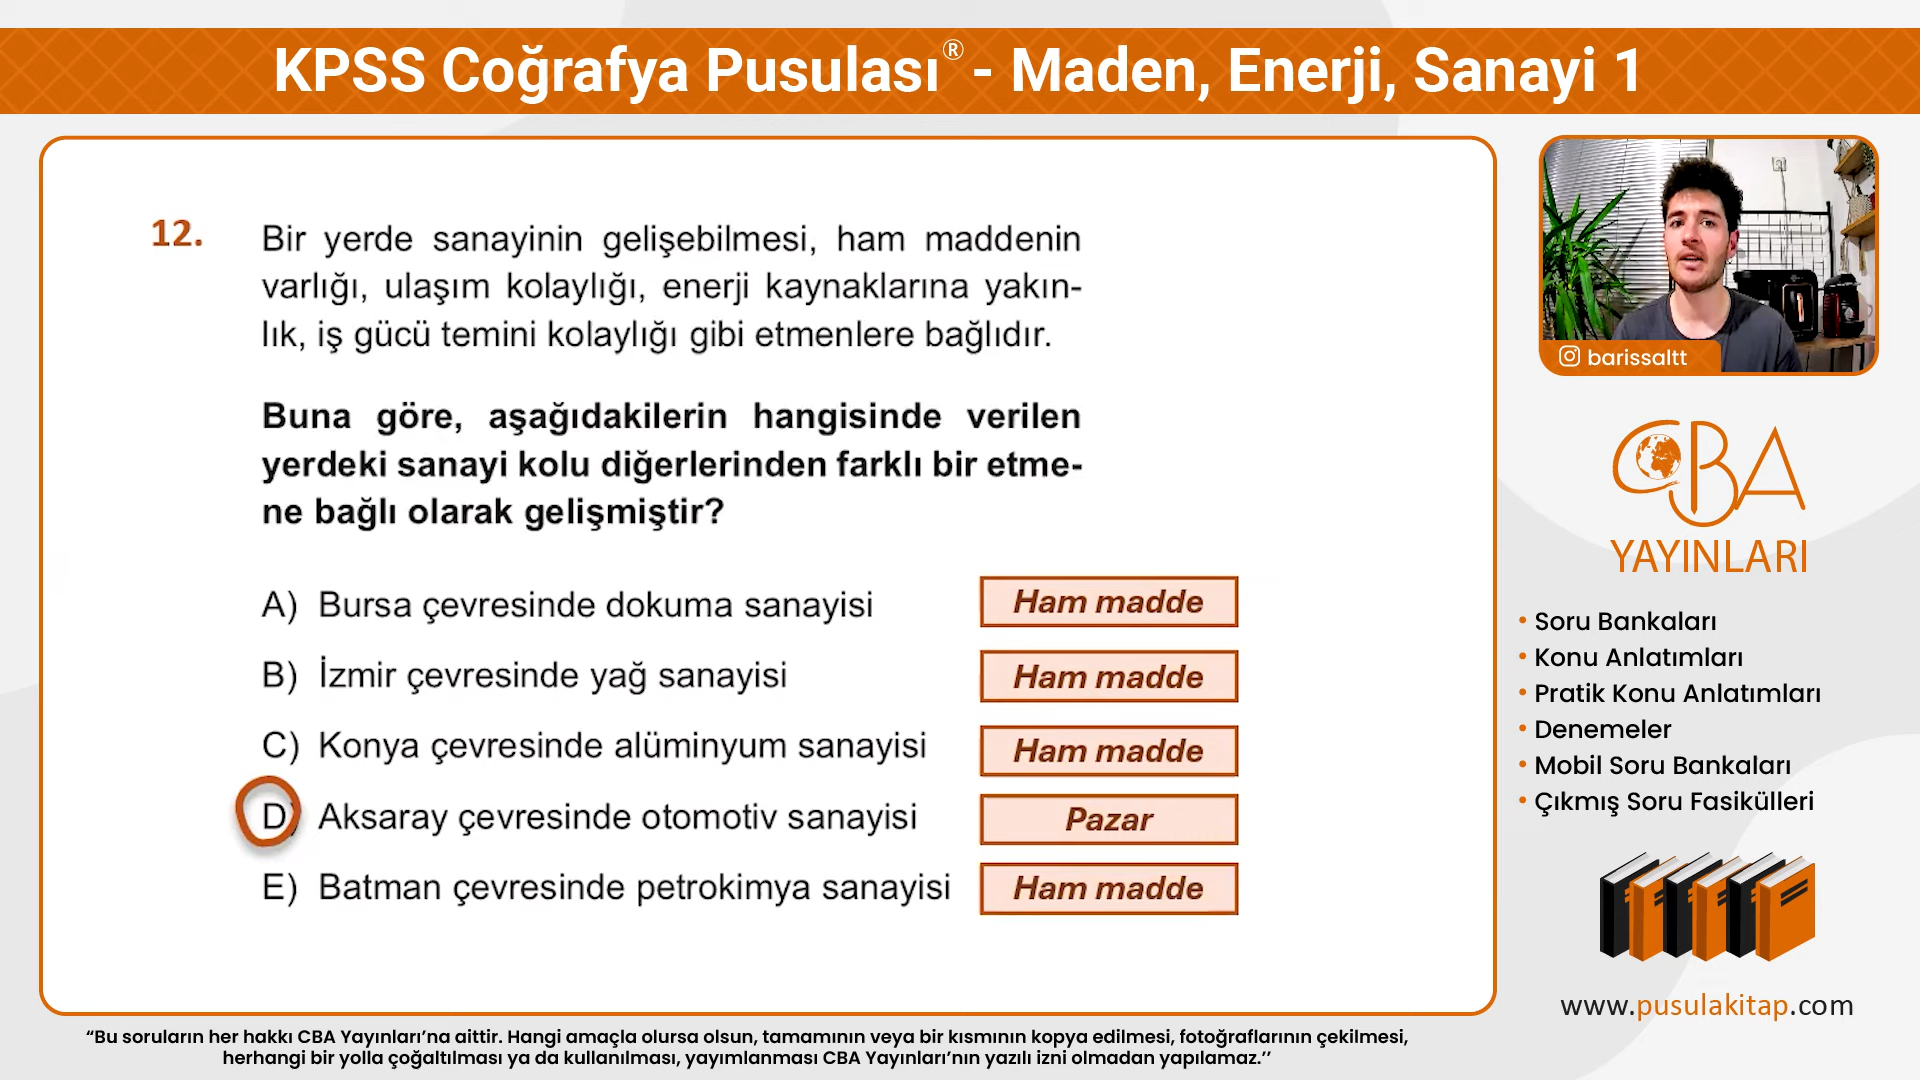 KPSS Coğrafya Pusulası® - Maden, Enerji, Sanayi 1
12.
Bir yerde sanayinin gelişebilmesi, ham maddenin
varlığı, ulaşım kolaylığı, enerji kaynaklarına yakın-
lık, iş gücü temini kolaylığı gibi etmenlere bağlıdır.
Buna göre, aşağıdakilerin hangisinde verilen
yerdeki sanayi kolu diğerlerinden farklı bir etme-
ne bağlı olarak gelişmiştir?
A) Bursa çevresinde dokuma sanayisi
Ham madde
B) İzmir çevresinde yağ sanayisi
Ham madde
C) Konya çevresinde alüminyum sanayisi
Ham madde
D) Aksaray çevresinde otomotiv sanayisi
Pazar
E) Batman çevresinde petrokimya sanayisi
Ham madde
barissaltt
CBA
YAYINLARI
• Soru Bankaları
• Konu Anlatımları
• Pratik Konu Anlatımları
• Denemeler
• Mobil Soru Bankaları
• Çıkmış Soru Fasikülleri
www.pusulakitap.com
“Bu soruların her hakkı CBA Yayınları’na aittir. Hangi amaçla olursa olsun, tamamının veya bir kısmının kopya edilmesi, fotoğraflarının çekilmesi,
herhangi bir yolla çoğaltılması ya da kullanılması, yayımlanması CBA Yayınları’nın yazılı izni olmadan yapılamaz.’’